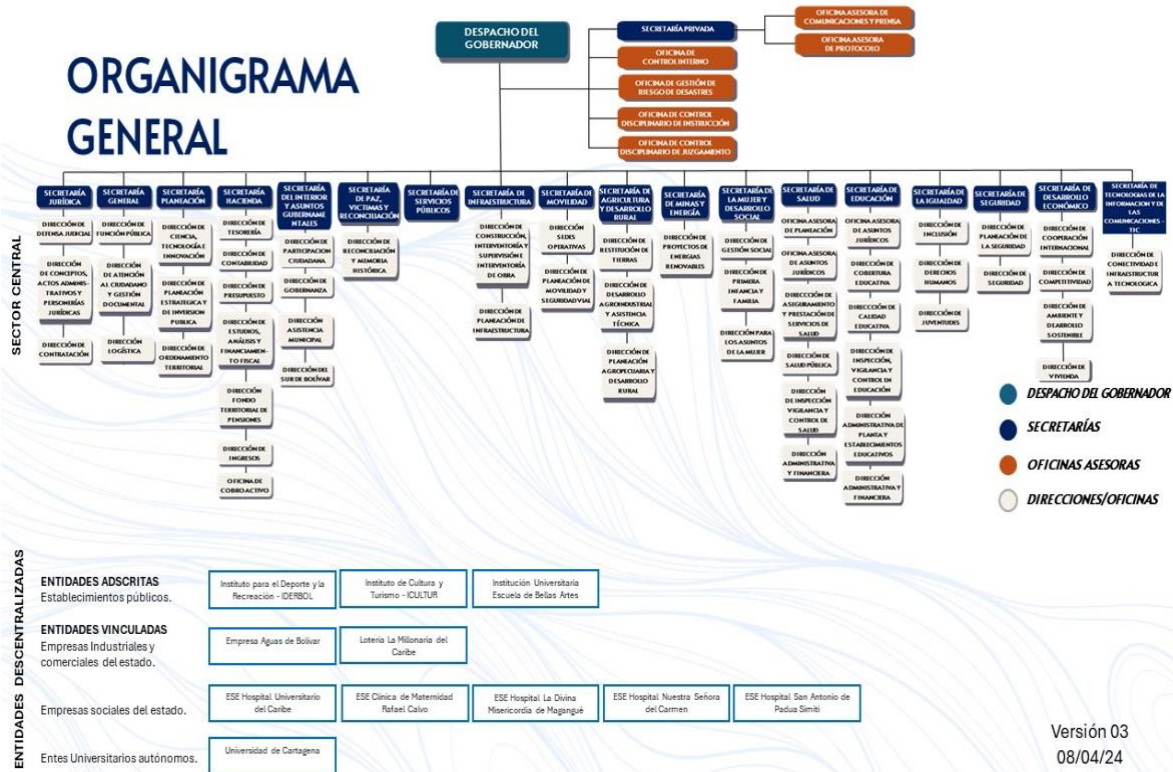 ORGANIGRAMA
GENERAL
DESPACHO DEL
GOBERNADOR
SECRETARÍA PRIVADA
OFICINA ASESORA DE
COMUNICACIONES Y PRENSA
OFICINA ASESORA
DE PROTOCOLO
OFICINA DE
CONTROL INTERNO
OFICINA DE GESTIÓN DE
RIESGO DE DESASTRES
OFICINA DE CONTROL
DISCIPLINARIO DE INSTRUCCIÓN
OFICINA DE CONTROL
DISCIPLINARIO DE JUZGAMIENTO
SECTOR CENTRAL
SECRETARÍA
JURÍDICA
DIRECCIÓN DE
DEFENSA JUDICIAL
DIRECCIÓN
DE CONCEPTOS,
ACTOS ADMINIS-
TRATIVOS Y
PERSONERÍAS
JURÍDICAS
DIRECCIÓN DE
CONTRATACIÓN
SECRETARÍA
GENERAL
DIRECCIÓN DE
FUNCIÓN PÚBLICA
DIRECCIÓN
DE ATENCIÓN
AL CIUDADANO
Y GESTIÓN
DOCUMENTAL
DIRECCIÓN
LOGÍSTICA
SECRETARÍA
PLANTACIÓN
DIRECCIÓN DE
CIENCIA,
TECNOLOGÍA E
INNOVACIÓN
DIRECCIÓN DE
PLANEACIÓN
ESTRATEGICA Y
DE INVERSION
PUBLICA
DIRECCIÓN DE
ORDENAMIENTO
TERRITORIAL
SECRETARÍA
HACIENDA
DIRECCIÓN DE
TESORERÍA
DIRECCIÓN DE
CONTABILIDAD
DIRECCIÓN DE
PRESUPUESTO
DIRECCIÓN DE
ESTUDIOS,
ANÁLISIS Y
FINANCIAMIEN-
TO FISCAL
DIRECCIÓN
FONDO
TERRITORIAL DE
PENSIONES
DIRECCIÓN DE
INGRESOS
OFICINA DE
COBRO ACTIVO
SECRETARÍA
DEL INTERIOR
Y ASUNTOS
GUBERNAME
NTALES
DIRECCIÓN DE
PARTICIPACION
CIUDADANA
DIRECCIÓN DE
GOBERNANZA
DIRECCIÓN
ASISTENCIA
MUNICIPAL
DIRECCIÓN DEL
SUR DE BOLÍVAR
SECRETARÍA
DE PAZ,
VICTIMAS Y
RECONCILIACIÓN
DIRECCIÓN DE
RECONCILIACIÓN
Y MEMORIA
HISTÓRICA
SECRETARÍA DE
SERVICIOS
PÚBLICOS
SECRETARÍA DE
INFRAESTRUCTURA
DIRECCIÓN DE
CONSTRUCCIÓN,
INTERVENTORÍA Y
SUPERVISIÓN E
INTERVENTORÍA
DE OBRA
DIRECCIÓN DE
PLANEACIÓN DE
INFRAESTRUCTURA
SECRETARÍA DE
MOVILIDAD
DIRECCIÓN
SEDES
OPERATIVAS
DIRECCIÓN DE
PLANEACIÓN DE
MOVILIDAD Y
SEGURIDAD VIAL
SECRETARÍA DE
AGRICULTURA
Y DESARROLLO
RURAL
DIRECCIÓN DE
RESTITUCIÓN DE
TIERRAS
DIRECCIÓN DE
DESARROLLO
AGROINDUSTRIAL
Y ASISTENCIA
TÉCNICA
DIRECCIÓN DE
PLANEACIÓN
AGROPECUARIA Y
DESARROLLO
RURAL
SECRETARÍA
DE MINAS Y
ENERGÍA
DIRECCIÓN DE
PROYECTOS DE
ENERGIAS
RENOVABLES
SECRETARÍA DE
LA MUJER Y
DESARROLLO
SOCIAL
DIRECCIÓN DE
GESTIÓN SOCIAL
DIRECCIÓN DE
PRIMERA
INFANCIA Y
FAMILIA
DIRECCIÓN PARA
LOS ASUNTOS
DE LA MUJER
SECRETARÍA DE
SALUD
OFICINA ASESORA
DE PLANEACIÓN
OFICINA ASESORA
DE ASUNTOS
JURÍDICOS
DIRECCIÓN DE
ASEGURAMIENTO
Y PRESTACIÓN DE
SERVICIOS DE
SALUD
DIRECCIÓN DE
SALUD PÚBLICA
DIRECCIÓN
DE INSPECCIÓN
VIGILANCIA Y
CONTROL DE
SALUD
DIRECCIÓN
ADMINISTRATIVA
Y FINANCIERA
SECRETARÍA DE
EDUCACIÓN
OFICINA ASESORA
DE ASUNTOS
JURÍDICOS
DIRECCIÓN DE
COBERTURA
EDUCATIVA
DIRECCIÓN DE
CALIDAD
EDUCATIVA
DIRECCIÓN DE
INSPECCIÓN,
VIGILANCIA Y
CONTROL EN
EDUCACIÓN
DIRECCIÓN
ADMINISTRATIVA DE
PLANTA Y
ESTABLECIMIENTOS
EDUCATIVOS
DIRECCIÓN
ADMINISTRATIVA Y
FINANCIERA
SECRETARÍA DE
LA IGUALDAD
DIRECCIÓN DE
INCLUSIÓN
DIRECCIÓN DE
DERECHOS
HUMANOS
DIRECCIÓN DE
JUVENTUDES
SECRETARÍA DE
SEGURIDAD
DIRECCIÓN
DE PLANEACIÓN DE
LA SEGURIDAD
DIRECCIÓN DE
SEGURIDAD
SECRETARÍA DE
DESARROLLO
ECONÓMICO
DIRECCIÓN DE
COOPERACIÓN
INTERNACIONAL
DIRECCIÓN DE
COMPETITIVIDAD
DIRECCIÓN DE
AMBIENTE Y
DEARROLLO
SOSTENIBLE
DIRECCIÓN DE
VIVIENDA
SECRETARÍA DE
TECNOLOGIAS DE LA
INFORMACION Y DE
LAS
COMUNICACIONES -
TIC
DIRECCIÓN DE
CONECTIVIDAD E
INFRAESTRUCTUR
A TECNOLOGICA
DESPACHO DEL GOBERNADOR
SECRETARÍAS
OFICINAS ASESORAS
DIRECCIONES/OFICINAS
ENTIDADES DESCENTRALIZADAS
ENTIDADES ADSCRITAS
Establecimientos públicos.
Instituto para el Deporte y la
Recreación - IDERBOL
Instituto de Cultura y
Turismo - ICULTUR
Institución Universitaria
Escuela de Bellas Artes
ENTIDADES VINCULADAS
Empresas Industriales y
comerciales del estado.
Empresa Aguas de Bolívar
Lotería La Millonaria del
Caribe
Empresas sociales del estado.
ESE Hospital Universitario
del Caribe
ESE Clínica de Maternidad
Rafael Calvo
ESE Hospital La Divina
Misericordia de Magangué
ESE Hospital Nuestra Señora
del Carmen
ESE Hospital San Antonio de
Padua Simití
Entes Universitarios autónomos.
Universidad de Cartagena
Versión 03
08/04/24